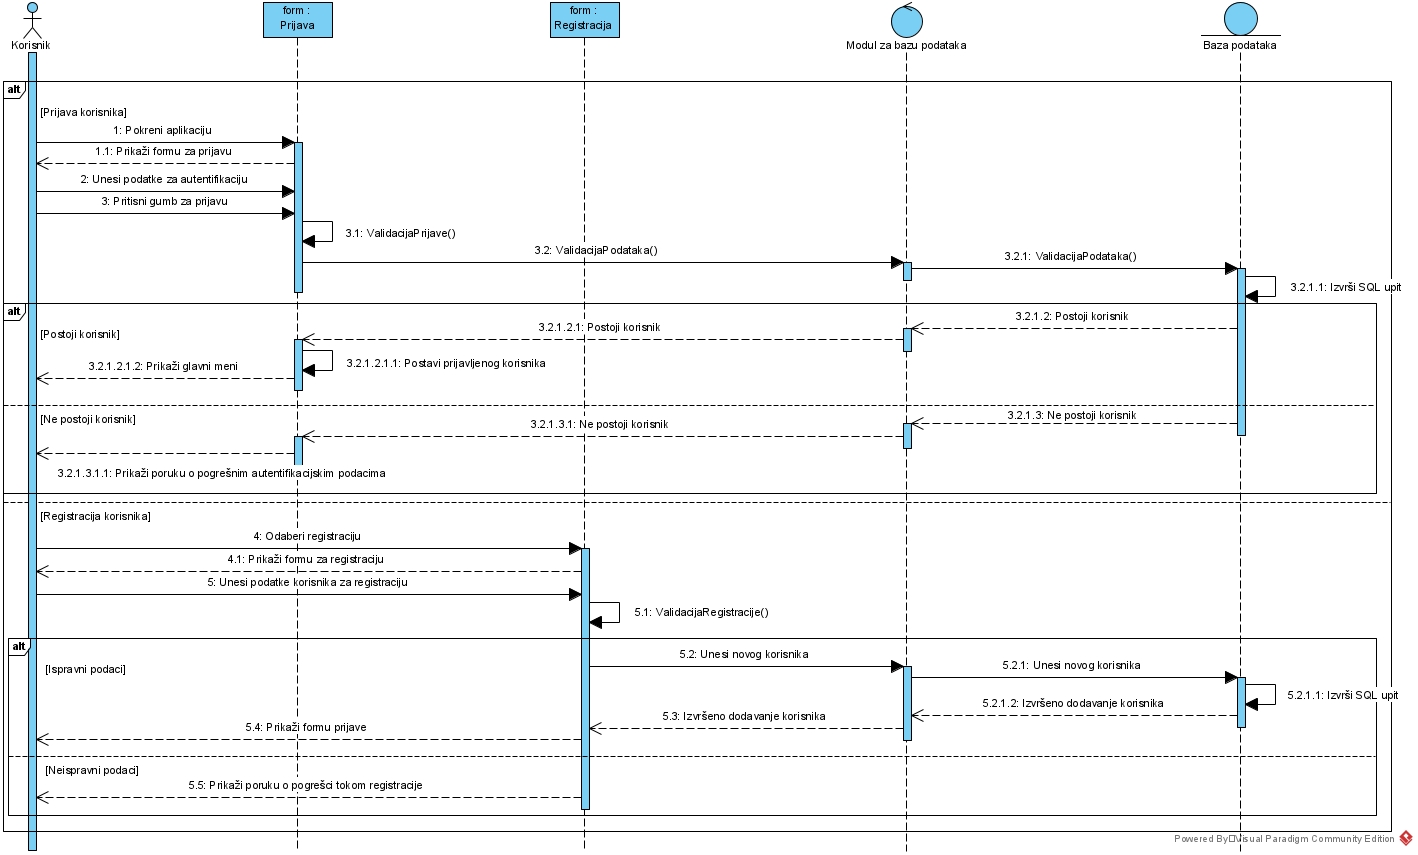 form :
Prijava
form :
Registracija
Korisnik
Modul za bazu podataka
Baza podataka
alt
[Prijava korisnika]
1: Pokreni aplikaciju
1.1: Prikaži formu za prijavu
2: Unesi podatke za autentifikaciju
3: Pritisni gumb za prijavu
3.1: ValidacijaPrijave()
3.2: ValidacijaPodataka()
3.2.1: ValidacijaPodataka()
3.2.1.1: Izvrši SQL upit
alt
[Postoji korisnik]
3.2.1.2: Postoji korisnik
3.2.1.2.1: Postoji korisnik
3.2.1.2.1.1: Postavi prijavljenog korisnika
3.2.1.2.1.2: Prikaži glavni meni
[Ne postoji korisnik]
3.2.1.3: Ne postoji korisnik
3.2.1.3.1: Ne postoji korisnik
3.2.1.3.1.1: Prikaži poruku o pogrešnim autentifikacijskim podacima
[Registracija korisnika]
4: Odaberi registraciju
4.1: Prikaži formu za registraciju
5: Unesi podatke korisnika za registraciju
5.1: ValidacijaRegistracije()
alt
[Ispravni podaci]
5.2: Unesi novog korisnika
5.2.1: Unesi novog korisnika
5.2.1.1: Izvrši SQL upit
5.2.1.2: Izvršeno dodavanje korisnika
5.3: Izvršeno dodavanje korisnika
5.4: Prikaži formu prijave
[Neispravni podaci]
5.5: Prikaži poruku o pogrešci tokom registracije
Powered By Visual Paradigm Community Edition